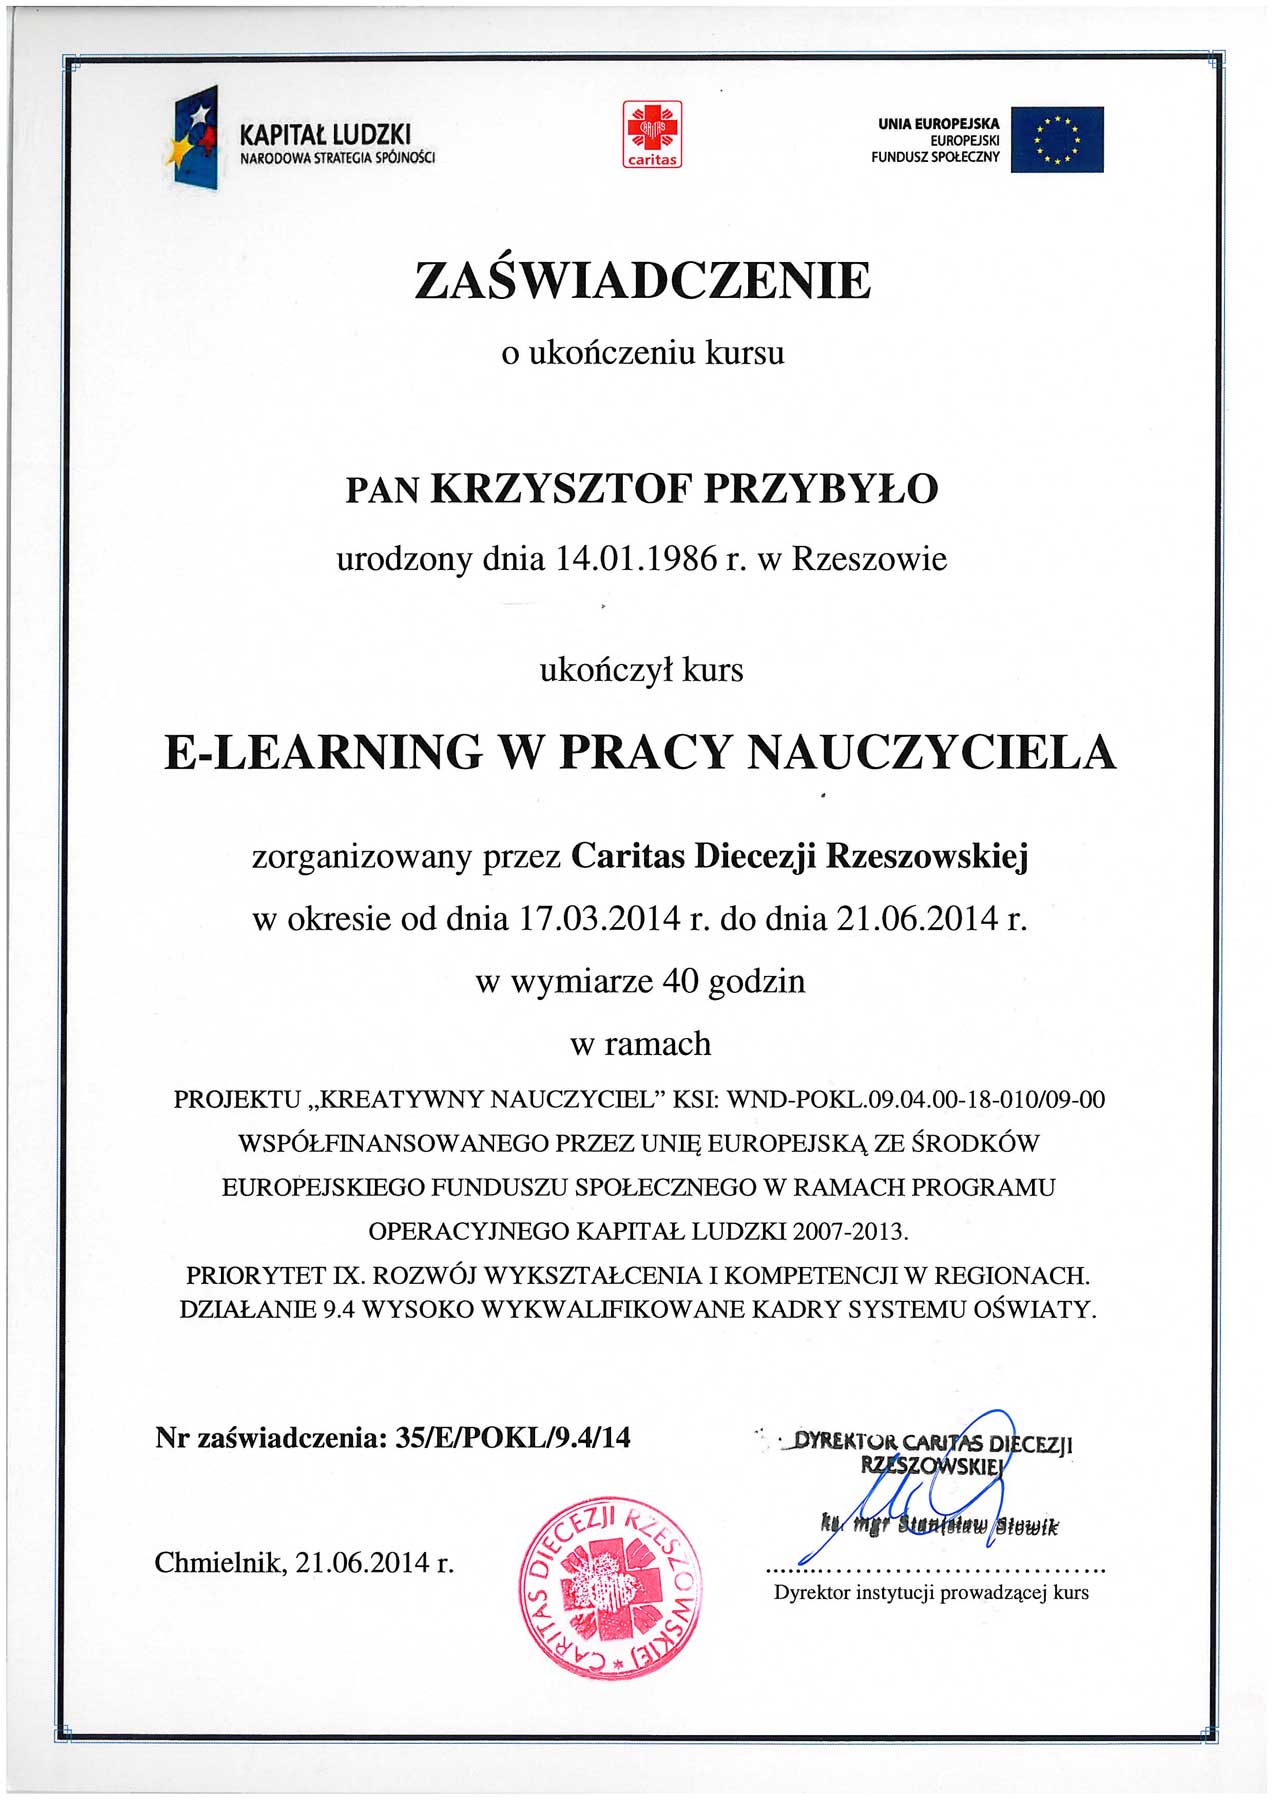 KAPITAŁ LUDZKI
NARODOWA STRATEGIA SPÓJNOŚCI
CARITAS
caritas
UNIA EUROPEJSKA
EUROPEJSKI
FUNDUSZ SPOŁECZNY
ZAŚWIADCZENIE
o ukończeniu kursu
PAN KRZYSZTOF PRZYBYŁO
urodzony dnia 14.01.1986 r. w Rzeszowie
ukończył kurs
E-LEARNING W PRACY NAUCZYCIELA
zorganizowany przez Caritas Diecezji Rzeszowskiej
w okresie od dnia 17.03.2014 r. do dnia 21.06.2014 r.
w wymiarze 40 godzin
w ramach
PROJEKTU „KREATYWNY NAUCZYCIEL” KSI: WND-POKL.09.04.00-18-010/09-00
WSPÓŁFINANSOWANEGO PRZEZ UNIĘ EUROPEJSKĄ ZE ŚRODKÓW
EUROPEJSKIEGO FUNDUSZU SPOŁECZNEGO W RAMACH PROGRAMU
OPERACYJNEGO KAPITAŁ LUDZKI 2007-2013.
PRIORYTET IX. ROZWÓJ WYKSZTAŁCENIA I KOMPETENCJI W REGIONACH.
DZIAŁANIE 9.4 WYSOKO WYKWALIFIKOWANE KADRY SYSTEMU OŚWIATY.
Nr zaświadczenia: 35/E/POKL/9.4/14
DYREKTOR CARITAS DIECEZJI
RZESZOWSKIEJ
ks. mgr Stanisław Słowik
Chmielnik, 21.06.2014 r.
CARITAS DIECEZJI RZESZOWSKIEJ *
CARITAS
Dyrektor instytucji prowadzącej kurs